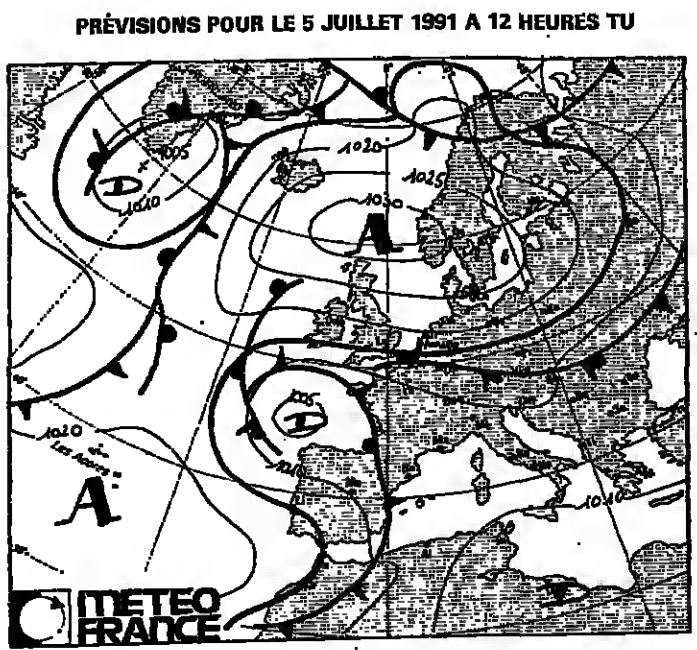 PRÉVISIONS POUR LE 5 JUILLET 1991 A 12 HEURES TU
1005
D
1010
1020
1025
1030
A
1005
D
1010
1020
Les Açores
A
1010
METEO
FRANCE